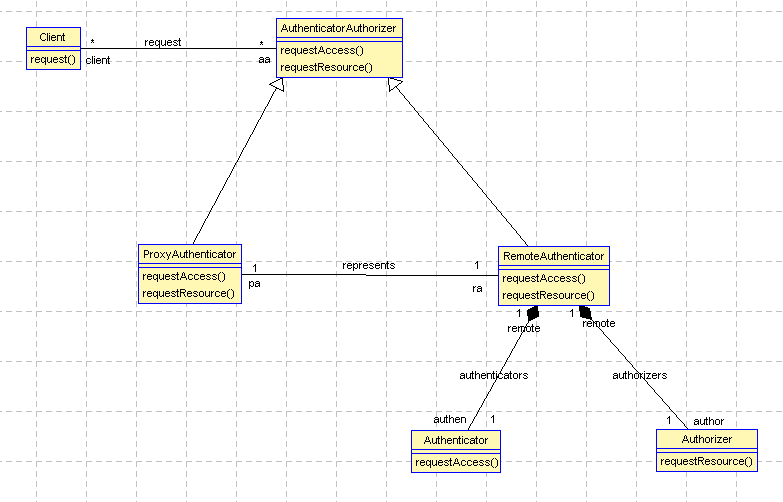 Client
request()
*
request
*
client
aa
AuthenticatorAuthorizer
requestAccess()
requestResource()
ProxyAuthenticator
requestAccess()
requestResource()
1
represents
1
pa
ra
RemoteAuthenticator
requestAccess()
requestResource()
1
remote
1
remote
authenticators
authorizers
authen
1
1
author
Authenticator
requestAccess()
Authorizer
requestResource()